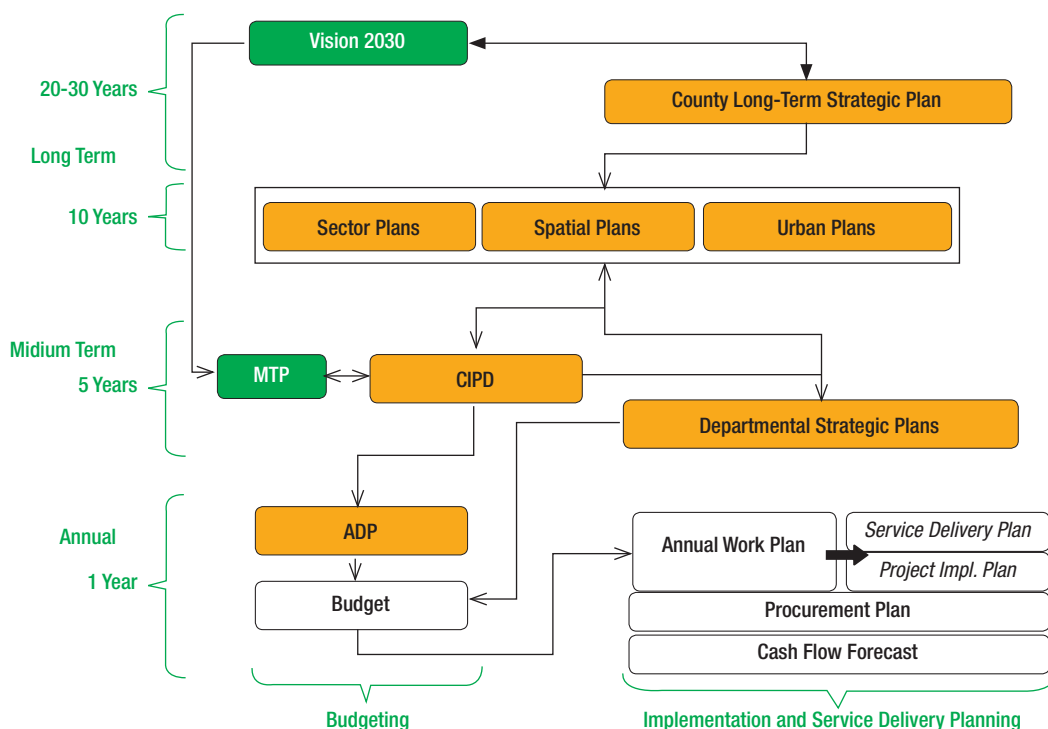 Vision 2030
20-30 Years
County Long-Term Strategic Plan
Long Term
10 Years
Sector Plans
Spatial Plans
Urban Plans
Midium Term
5 Years
MTP
CIPD
Departmental Strategic Plans
Annual
1 Year
ADP
Budget
Annual Work Plan
Service Delivery Plan
Project Impl. Plan
Procurement Plan
Cash Flow Forecast
Budgeting
Implementation and Service Delivery Planning